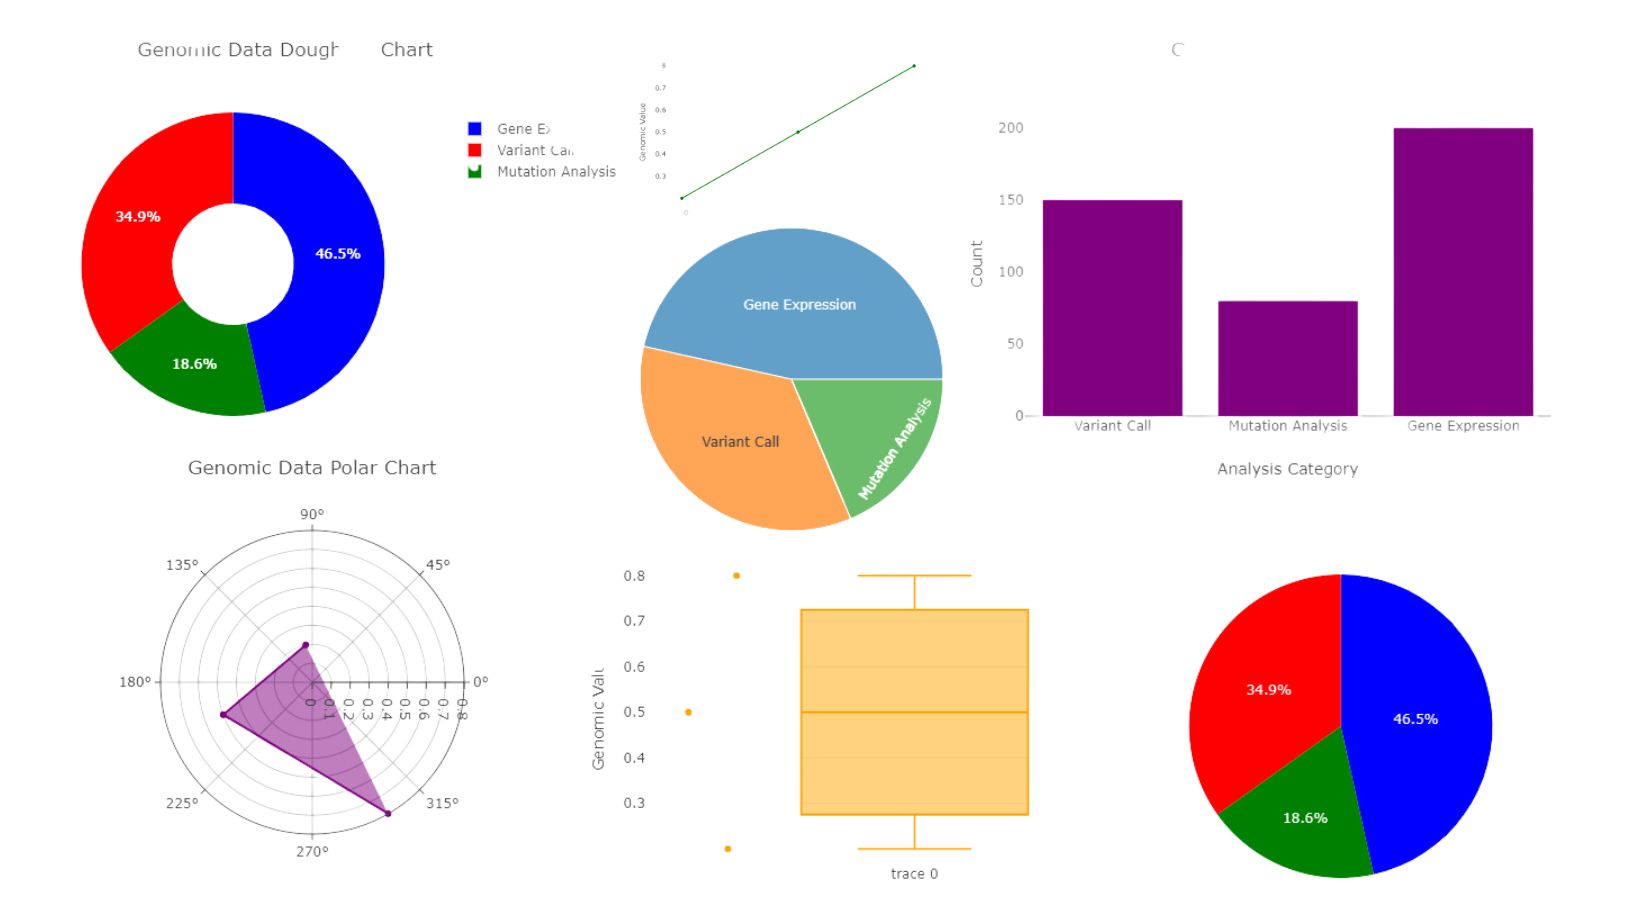 Genomic Data Chart
46.5%
34.9%
18.6%
Gene
Variant
Mutation Analysis
Genomic Value
0.7
0.6
0.5
0.4
0.3
Gene Expression
Variant Call
Mutation Analysis
Count
200
150
100
50
0
Variant Call Mutation Analysis Gene Expression
Analysis Category
Genomic Data Polar Chart
90°
135° 45°
180° 0°
0 0.1 0.2 0.3 0.4 0.5 0.6 0.7 0.8
225° 315°
270°
Genomic
0.8
0.7
0.6
0.5
0.4
0.3
trace 0
34.9%
46.5%
18.6%